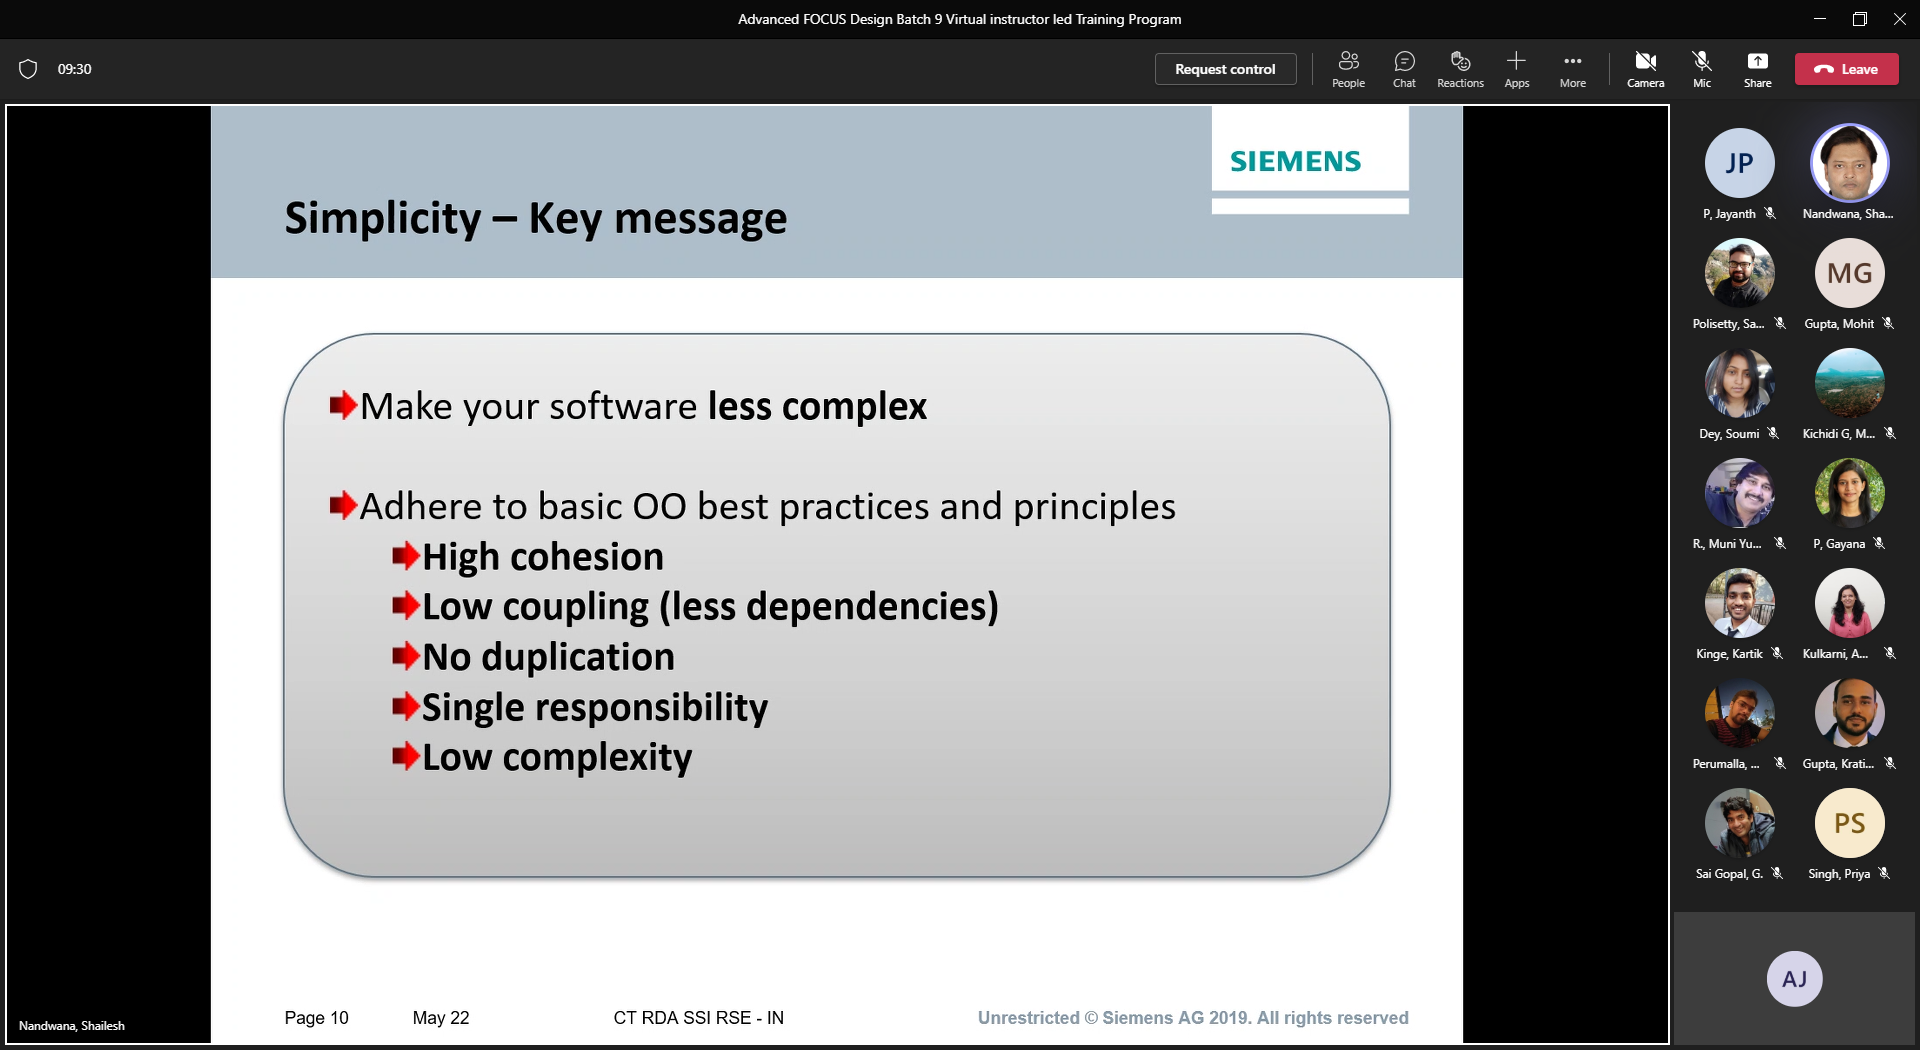 Advanced FOCUS Design Batch 9 Virtual instructor led Training Program
09:30
Request control
People
Chat
Reactions
Apps
More
Camera
Mic
Share
Leave
SIEMENS
Simplicity – Key message
Make your software less complex
Adhere to basic OO best practices and principles
High cohesion
Low coupling (less dependencies)
No duplication
Single responsibility
Low complexity
Page 10 May 22 CT RDA SSI RSE - IN Unrestricted © Siemens AG 2019. All rights reserved
Nandwana, Shailesh
JP
P, Jayanth
Nandwana, Sha...
Polisetty, Sa...
MG
Gupta, Mohit
Dey, Soumi
Kichidi G, M...
R., Muni Yu...
P, Gayana
Kinge, Kartik
Kulkarni, A...
Perumalla, ...
Gupta, Krati...
Sai Gopal, G.
PS
Singh, Priya
AJ